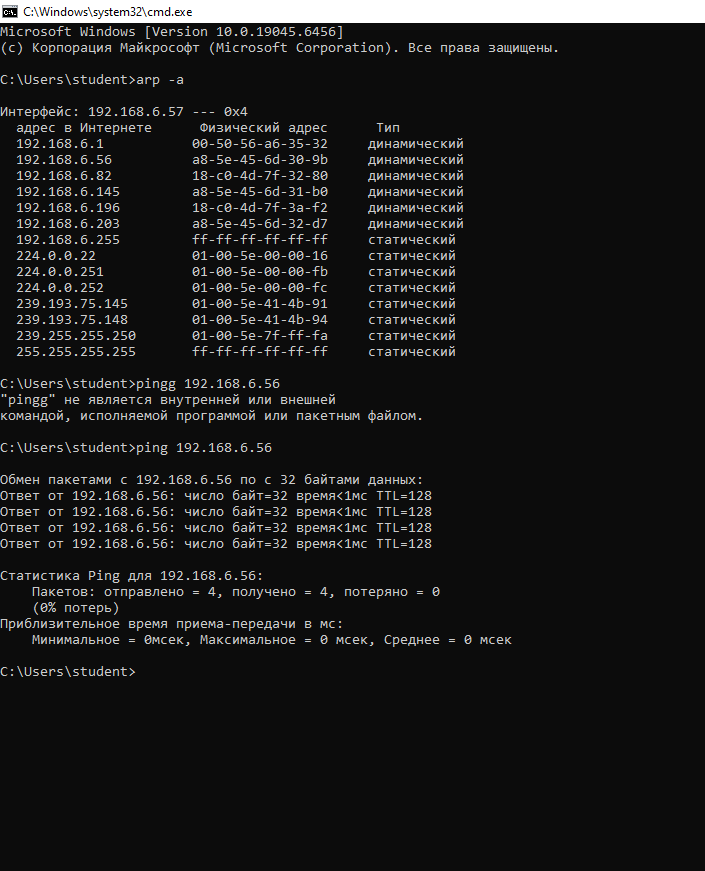 C:\Windows\system32\cmd.exe
Microsoft Windows [Version 10.0.19045.6456]
(c) Корпорация Майкрософт (Microsoft Corporation). Все права защищены.
C:\Users\student>arp -a
Интерфейс: 192.168.6.57 --- 0x4
адрес в Интернете Физический адрес Тип
192.168.6.1 00-50-56-a6-35-32 динамический
192.168.6.56 a8-5e-45-6d-30-9b динамический
192.168.6.82 18-c0-4d-7f-32-80 динамический
192.168.6.145 a8-5e-45-6d-31-b0 динамический
192.168.6.196 18-c0-4d-7f-3a-f2 динамический
192.168.6.203 a8-5e-45-6d-32-d7 динамический
192.168.6.255 ff-ff-ff-ff-ff-ff статический
224.0.0.22 01-00-5e-00-00-16 статический
224.0.0.251 01-00-5e-00-00-fb статический
224.0.0.252 01-00-5e-00-00-fc статический
239.193.75.145 01-00-5e-41-4b-91 статический
239.193.75.148 01-00-5e-41-4b-94 статический
239.255.255.250 01-00-5e-7f-ff-fa статический
255.255.255.255 ff-ff-ff-ff-ff-ff статический
C:\Users\student>pingg 192.168.6.56
"pingg" не является внутренней или внешней
командой, исполняемой программой или пакетным файлом.
C:\Users\student>ping 192.168.6.56
Обмен пакетами с 192.168.6.56 по с 32 байтами данных:
Ответ от 192.168.6.56: число байт=32 время<1мс TTL=128
Ответ от 192.168.6.56: число байт=32 время<1мс TTL=128
Ответ от 192.168.6.56: число байт=32 время<1мс TTL=128
Ответ от 192.168.6.56: число байт=32 время<1мс TTL=128
Статистика Ping для 192.168.6.56:
Пакетов: отправлено = 4, получено = 4, потеряно = 0
(0% потерь)
Приблизительное время приема-передачи в мс:
Минимальное = 0мсек, Максимальное = 0 мсек, Среднее = 0 мсек
C:\Users\student>